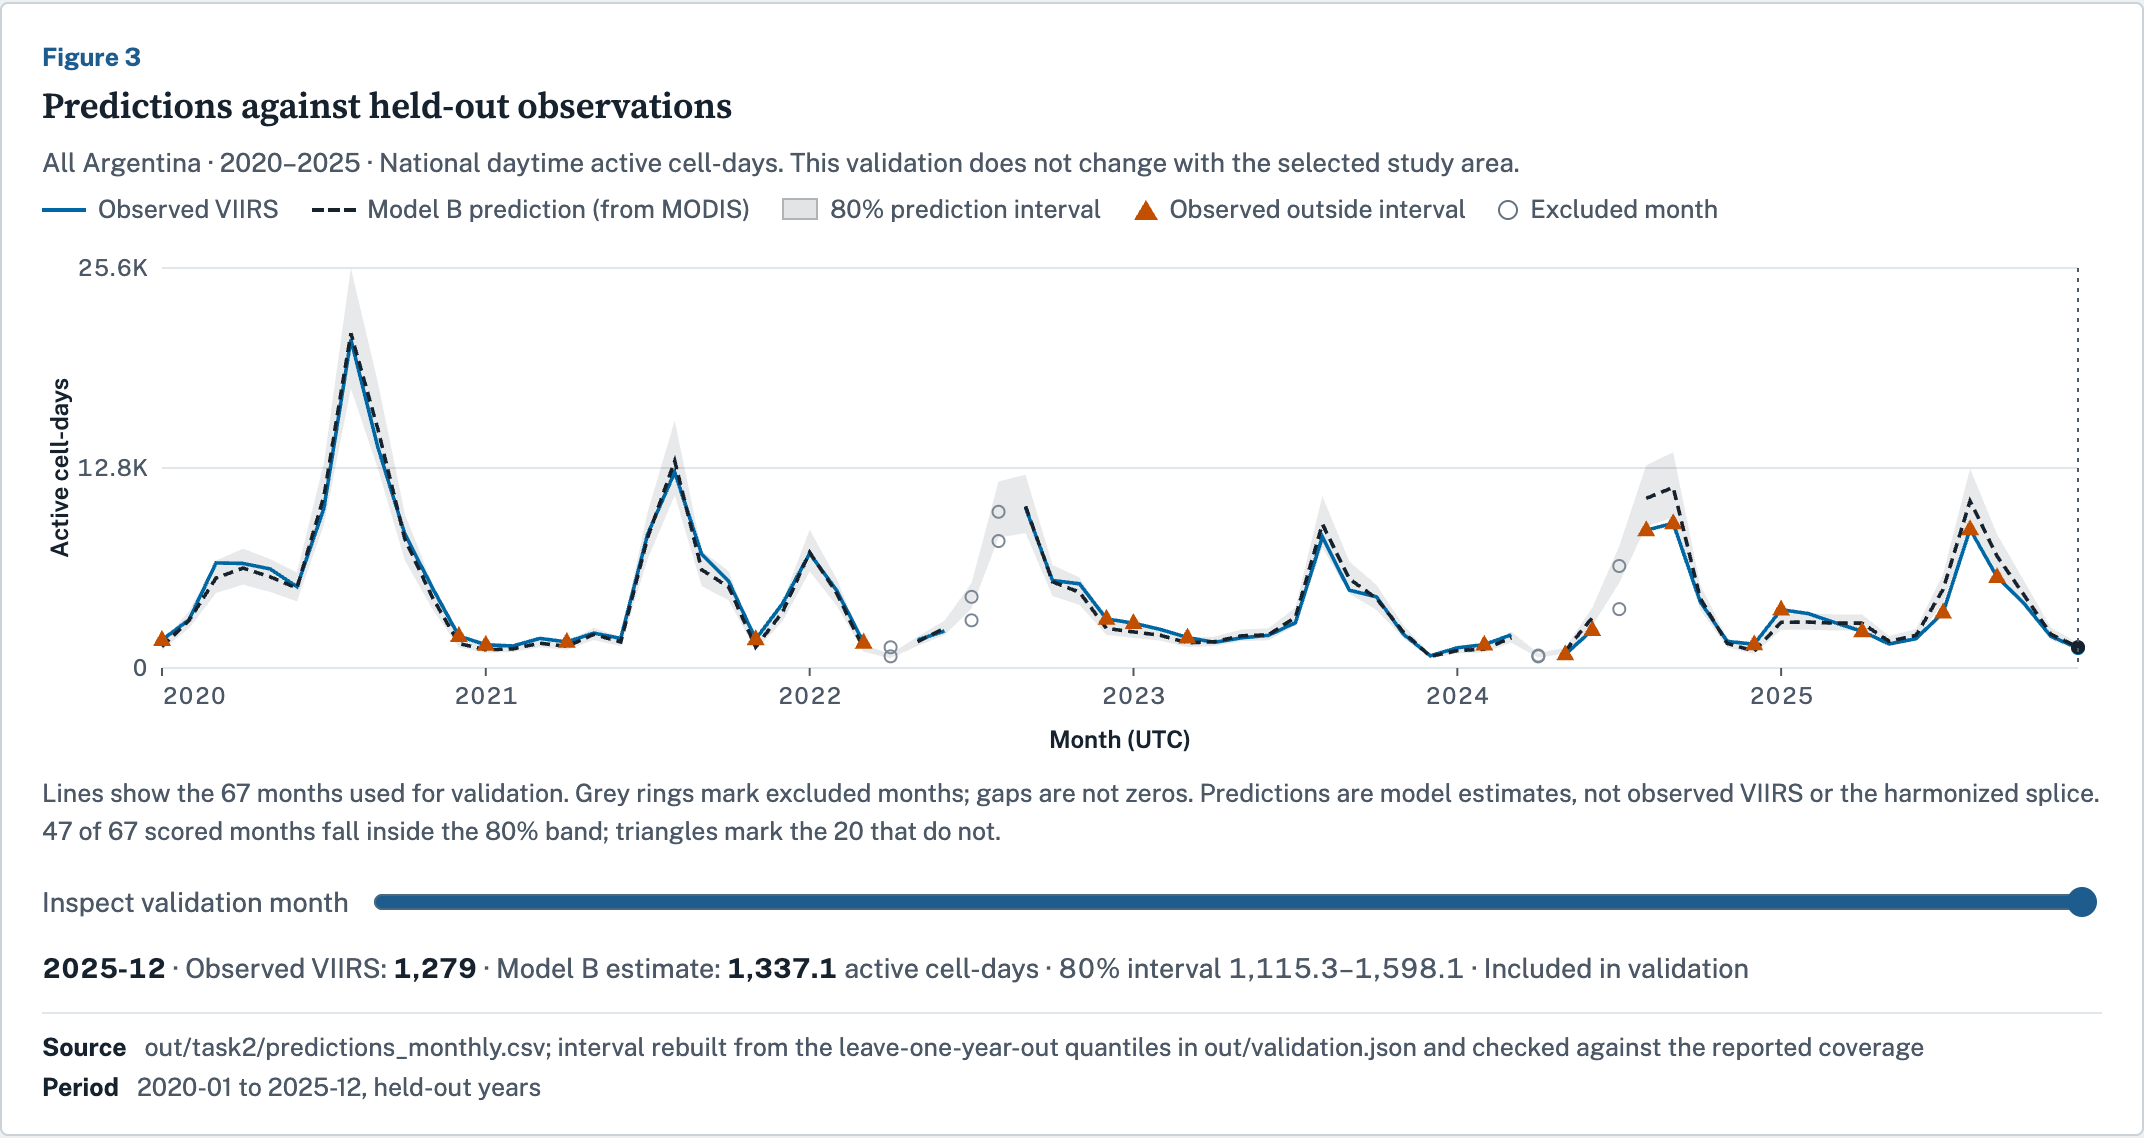 Figure 3
Predictions against held-out observations
All Argentina · 2020–2025 · National daytime active cell-days. This validation does not change with the selected study area.
Observed VIIRS Model B prediction (from MODIS) 80% prediction interval Observed outside interval Excluded month
25.6K
12.8K
0
Active cell-days
2020 2021 2022 2023 2024 2025
Month (UTC)
Lines show the 67 months used for validation. Grey rings mark excluded months; gaps are not zeros. Predictions are model estimates, not observed VIIRS or the harmonized splice.
47 of 67 scored months fall inside the 80% band; triangles mark the 20 that do not.
Inspect validation month
2025-12 · Observed VIIRS: 1,279 · Model B estimate: 1,337.1 active cell-days · 80% interval 1,115.3–1,598.1 · Included in validation
Source out/task2/predictions_monthly.csv; interval rebuilt from the leave-one-year-out quantiles in out/validation.json and checked against the reported coverage
Period 2020-01 to 2025-12, held-out years